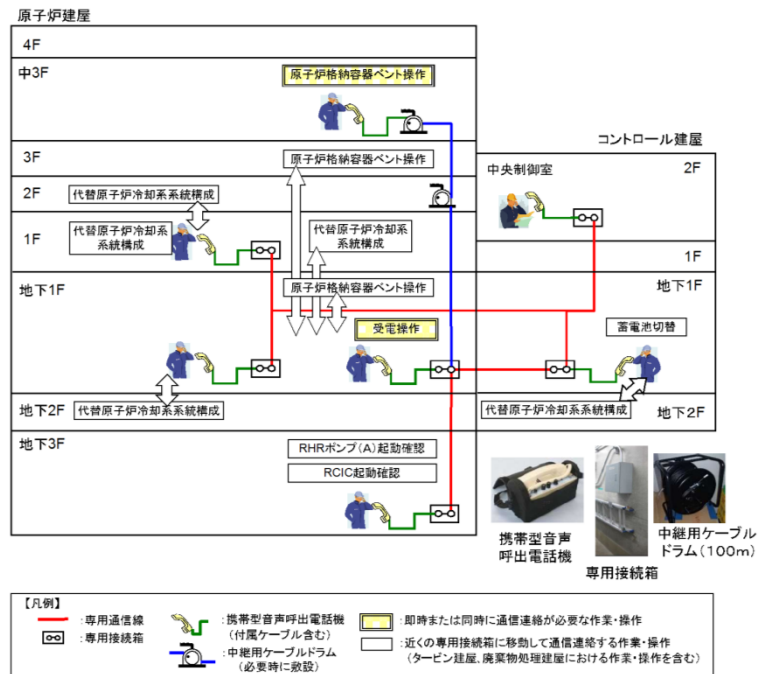 原子炉建屋
4F
中3F
原子炉格納容器ベント操作
コントロール建屋
3F
原子炉格納容器ベント操作
中央制御室
2F
2F
代替原子炉冷却系系統構成
1F
代替原子炉冷却系
系統構成
代替原子炉冷却系
系統構成
1F
地下1F
原子炉格納容器ベント操作
地下1F
受電操作
蓄電池切替
地下2F
代替原子炉冷却系系統構成
代替原子炉冷却系系統構成
地下2F
地下3F
RHRポンプ(A)起動確認
RCIC起動確認
携帯型音声
呼出電話機
専用接続箱
中継用ケーブル
ドラム(100m)
【凡例】
:専用通信線
:専用接続箱
:携帯型音声呼出電話機
(付属ケーブル含む)
:中継用ケーブルドラム
(必要時に敷設)
:即時または同時に通信連絡が必要な作業・操作
:近くの専用接続箱に移動して通信連絡する作業・操作
(タービン建屋、廃棄物処理建屋における作業・操作を含む)